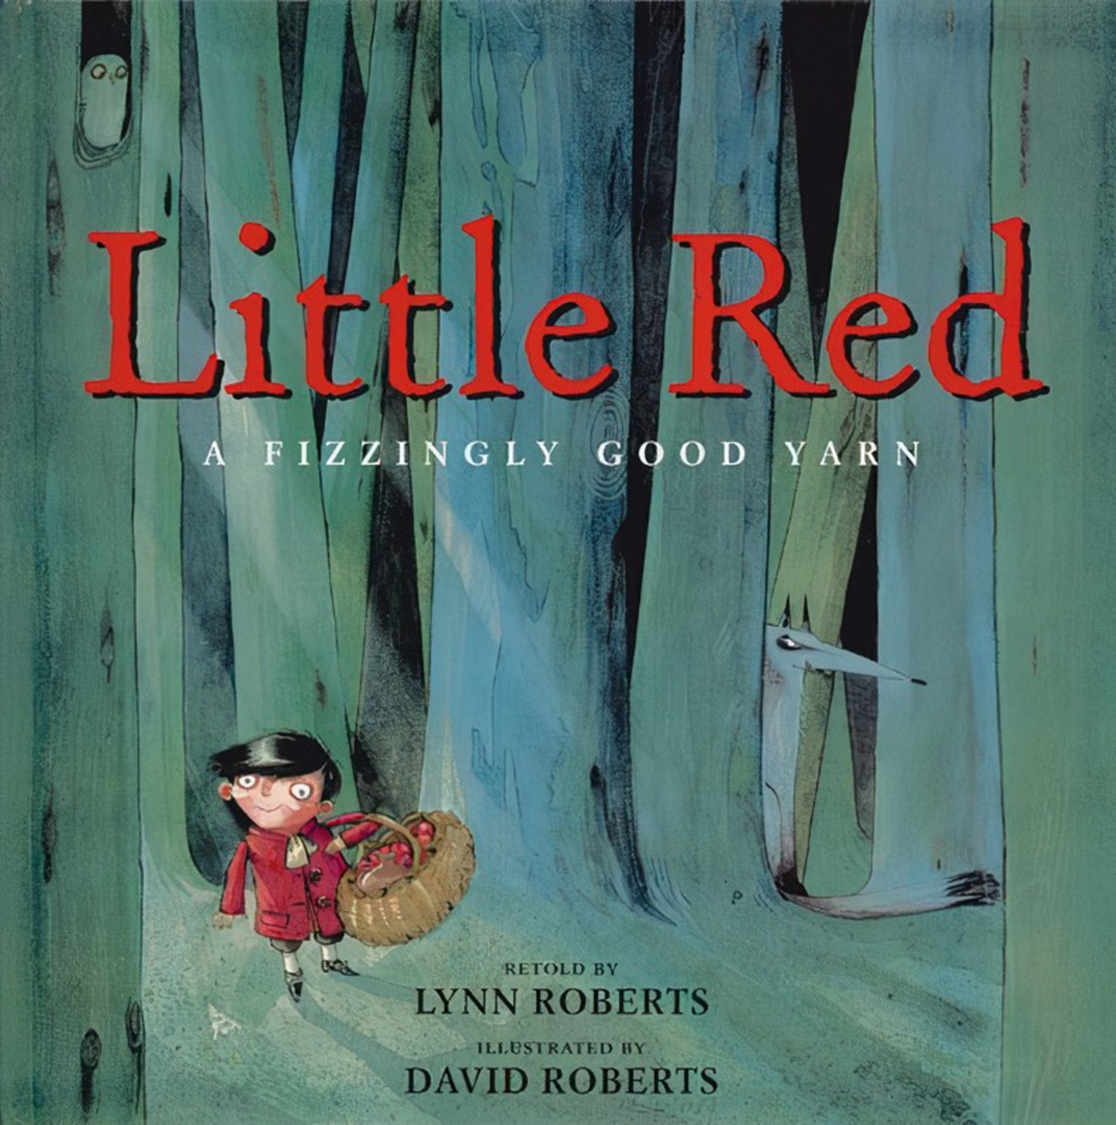 Little Red
A FIZZINGLY GOOD YARN
RETOLD BY
LYNN ROBERTS
ILLUSTRATED BY
DAVID ROBERTS